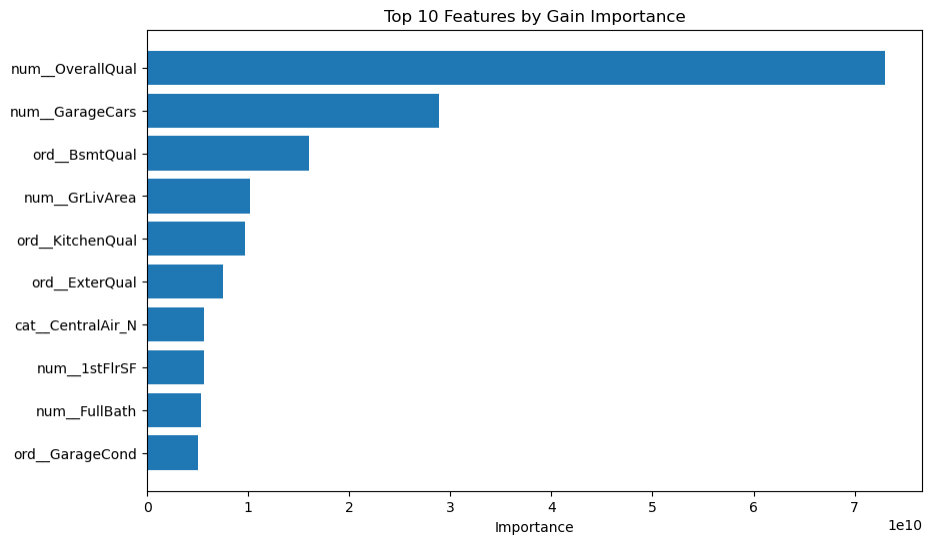 Top 10 Features by Gain Importance
num__OverallQual
num__GarageCars
ord__BsmtQual
num__GrLivArea
ord__KitchenQual
ord__ExterQual
cat__CentralAir_N
num__1stFlrSF
num__FullBath
ord__GarageCond
0 1 2 3 4 5 6 7
1e10
Importance